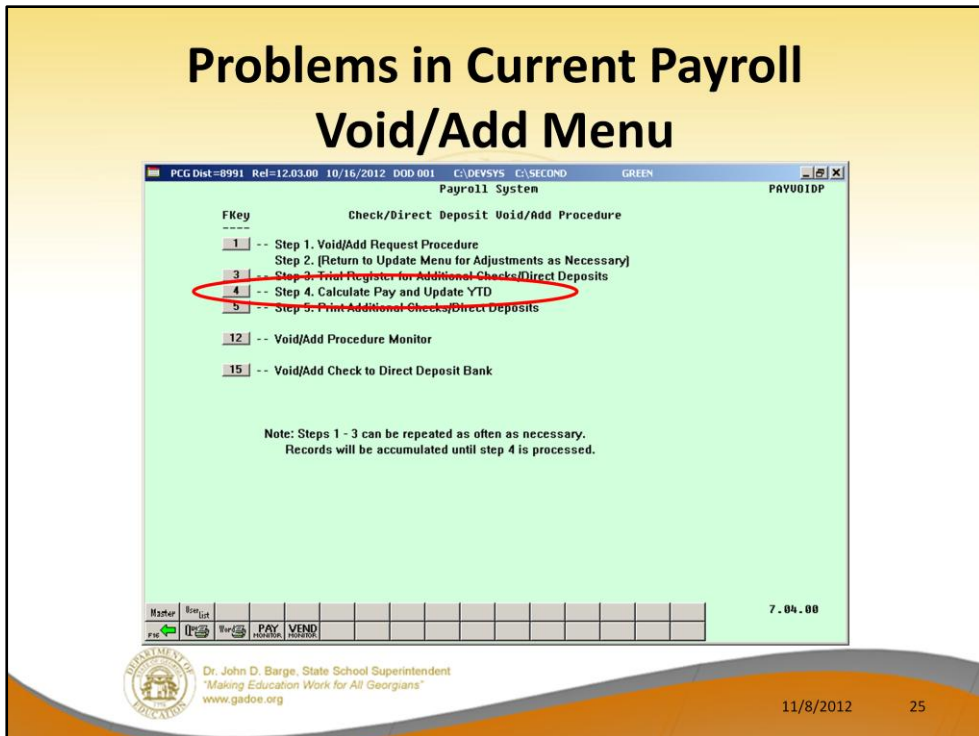 Problems in Current Payroll
Void/Add Menu
PCG Dist=8991 Rel=12.03.00 10/16/2012 DOD 001 C:\DEVSYS C:\SECOND GREEN
Payroll System PAYVOIDP
FKey Check/Direct Deposit Void/Add Procedure
----
1 -- Step 1. Void/Add Request Procedure
Step 2. (Return to Update Menu for Adjustments as Necessary)
3 -- Step 3. Trial Register for Additional Checks/Direct Deposits
4 -- Step 4. Calculate Pay and Update YTD
5 -- Step 5. Print Additional Checks/Direct Deposits
12 -- Void/Add Procedure Monitor
15 -- Void/Add Check to Direct Deposit Bank
Note: Steps 1 - 3 can be repeated as often as necessary.
Records will be accumulated until step 4 is processed.
Master User list 7.04.00
F16 Word PAY MONITOR VEND MONITOR
Dr. John D. Barge, State School Superintendent
"Making Education Work for All Georgians"
www.gadoe.org
11/8/2012 25